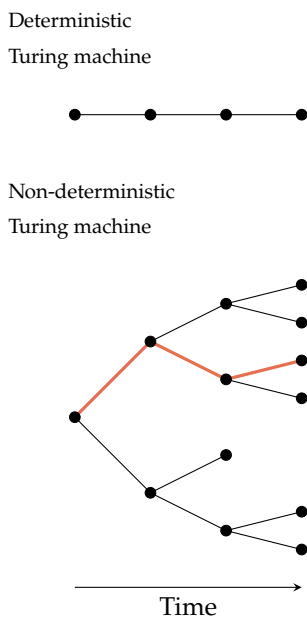 Deterministic
Turing machine
Non-deterministic
Turing machine
Time